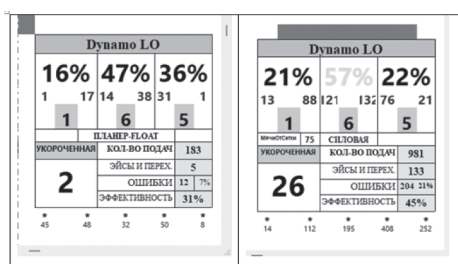 Dynamo LO
16% 47% 36%
1 17 14 38 31 1
1 6 5
ПЛАНЕР-FLOAT
УКОРОЧЕННАЯ КОЛ-ВО ПОДАЧ 183
ЭЙСЫ И ПЕРЕХ. 5
2 ОШИБКИ 12 7%
ЭФФЕКТИВНОСТЬ 31%
* * * * *
45 48 32 50 8
Dynamo LO
21% 57% 22%
13 88 121 132 76 21
1 6 5
МячиОтСетки 75 СИЛОВАЯ
УКОРОЧЕННАЯ КОЛ-ВО ПОДАЧ 981
ЭЙСЫ И ПЕРЕХ. 133
26 ОШИБКИ 204 21%
ЭФФЕКТИВНОСТЬ 45%
* * * * *
14 112 195 408 252